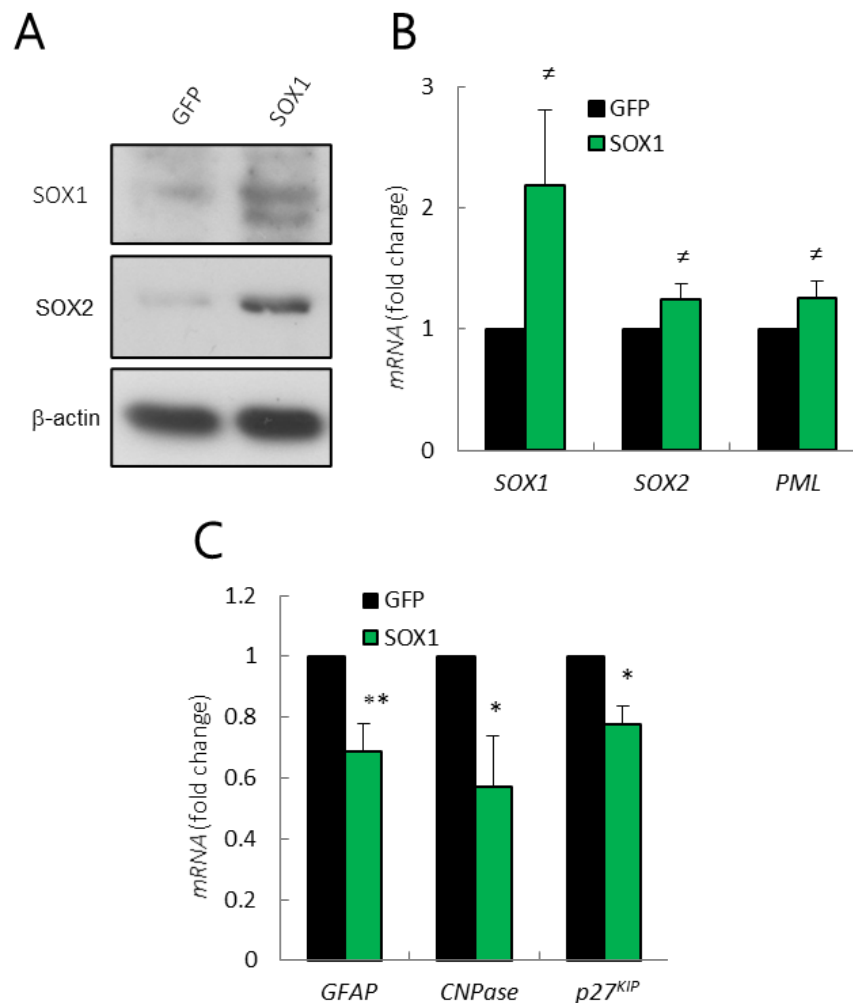 A
GFP
SOX1
SOX1
SOX2
β-actin
B
3
2
1
0
mRNA (fold change)
GFP
SOX1
≠
≠
≠
SOX1
SOX2
PML
C
1.2
1
0.8
0.6
0.4
0.2
0
mRNA (fold change)
GFP
SOX1
**
*
*
GFAP
CNPase
p27KIP